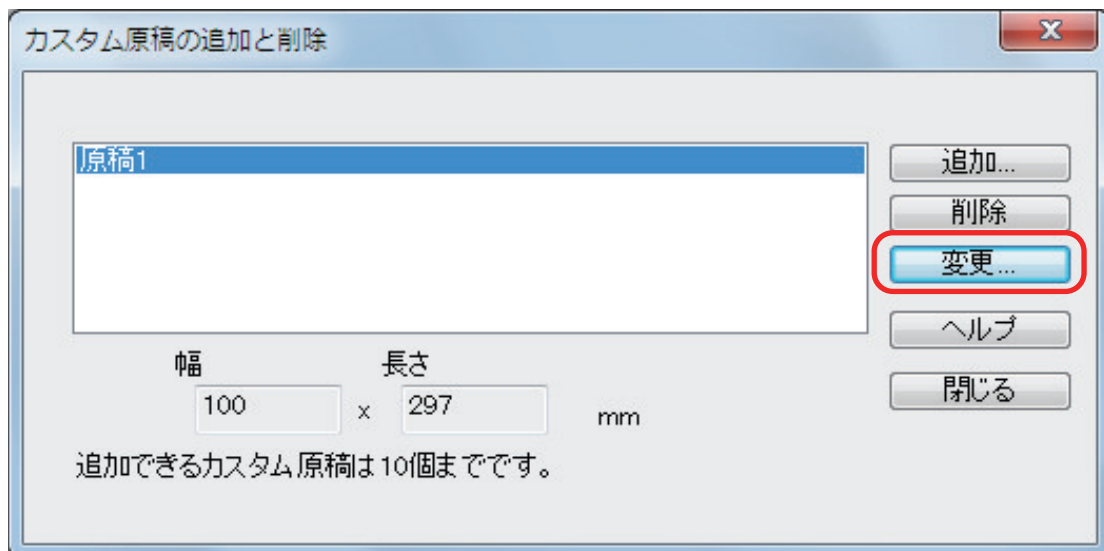 カスタム原稿の追加と削除
x
原稿1
追加...
削除
変更...
ヘルプ
閉じる
幅 長さ
100 x 297 mm
追加できるカスタム原稿は10個までです。